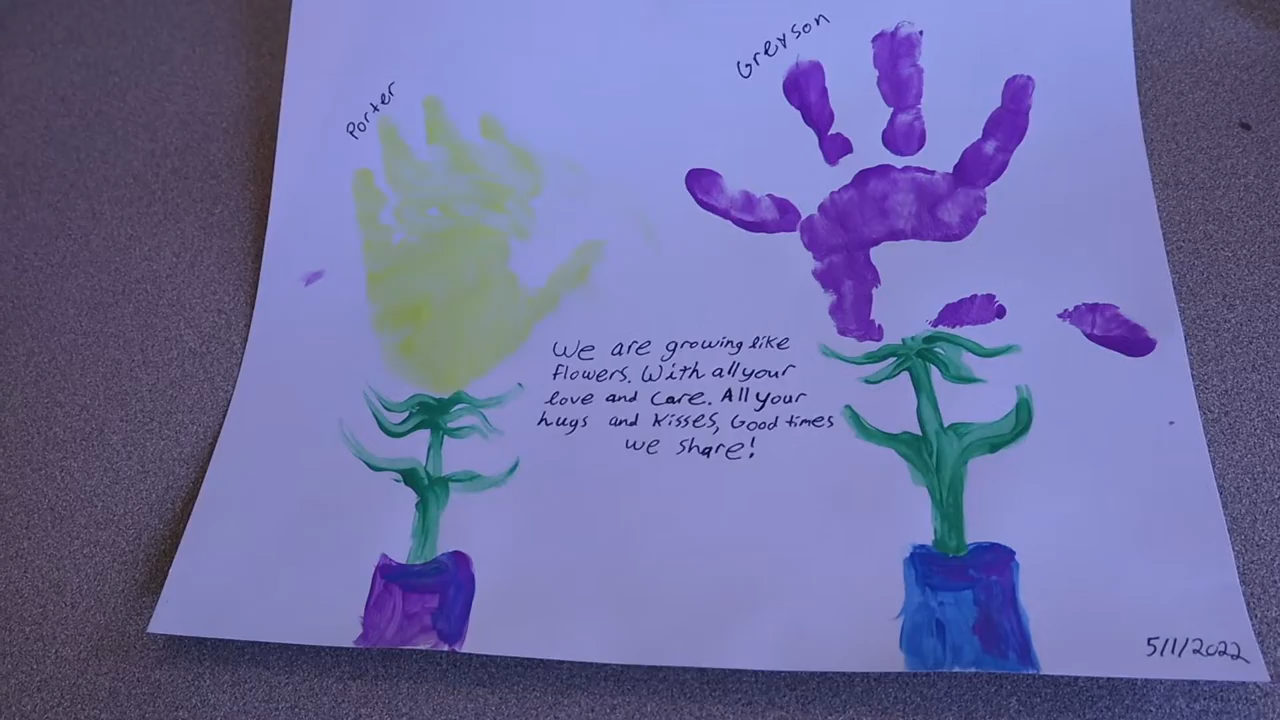 Porter
Greyson
We are growing like
flowers. With all your
love and Care. All your
hugs and Kisses, Good times
we share!
5/1/2022